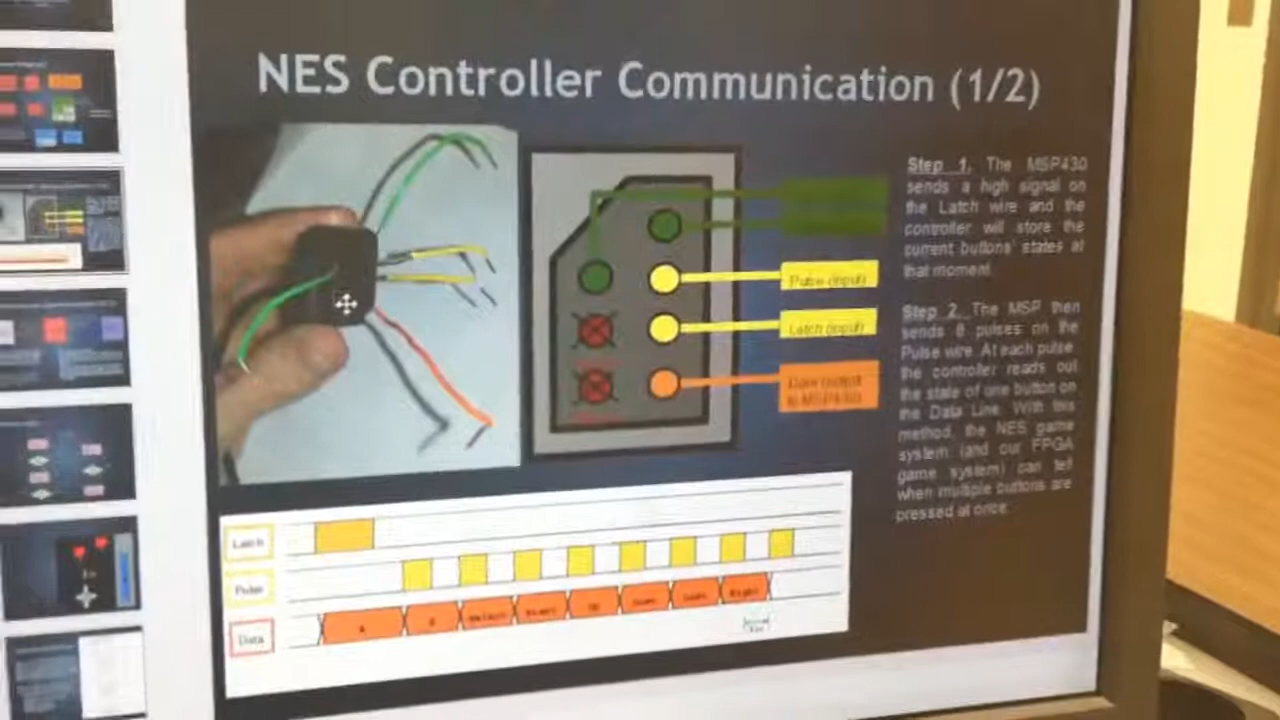 NES Controller Communication (1/2)
Step 1. The MSP430
sends a high signal on
the Latch wire and the
controller will store the
current buttons' states at
that moment.
Step 2. The MSP then
sends 8 pulses on the
Pulse wire. At each pulse
the controller reads out
the state of one button on
the Data Line. With this
method, the NES game
system (and our FPGA
game system) can tell
when multiple buttons are
pressed at once.
Pulse (input)
Latch (input)
Data (output
to MSP430)
Latch
Pulse
Data
A
B
Select
Start
Up
Right